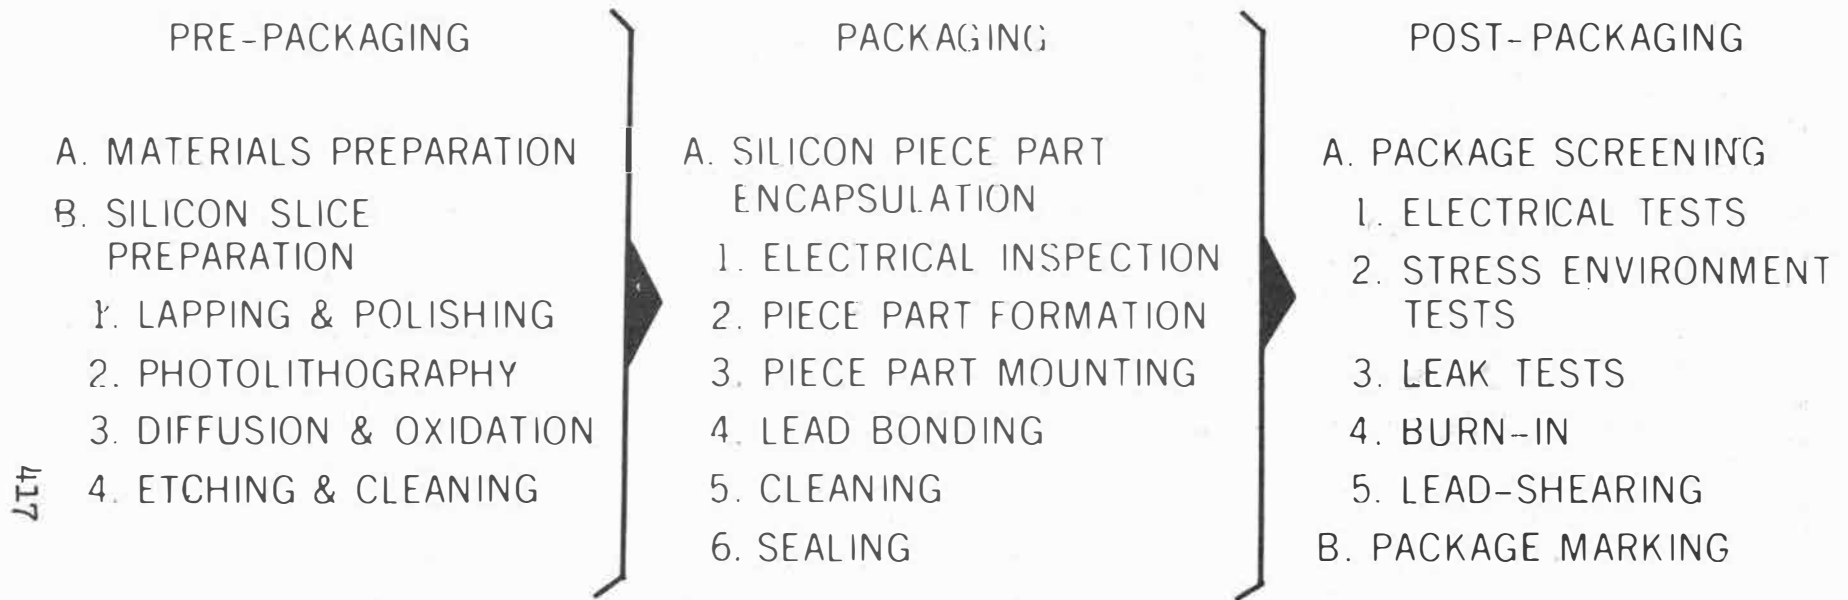 PRE-PACKAGING
A. MATERIALS PREPARATION
B. SILICON SLICE
PREPARATION
1. LAPPING & POLISHING
2. PHOTOLITHOGRAPHY
3. DIFFUSION & OXIDATION
4. ETCHING & CLEANING
PACKAGING
A. SILICON PIECE PART
ENCAPSULATION
1. ELECTRICAL INSPECTION
2. PIECE PART FORMATION
3. PIECE PART MOUNTING
4. LEAD BONDING
5. CLEANING
6. SEALING
POST-PACKAGING
A. PACKAGE SCREENING
1. ELECTRICAL TESTS
2. STRESS ENVIRONMENT
TESTS
3. LEAK TESTS
4. BURN-IN
5. LEAD-SHEARING
B. PACKAGE MARKING
417